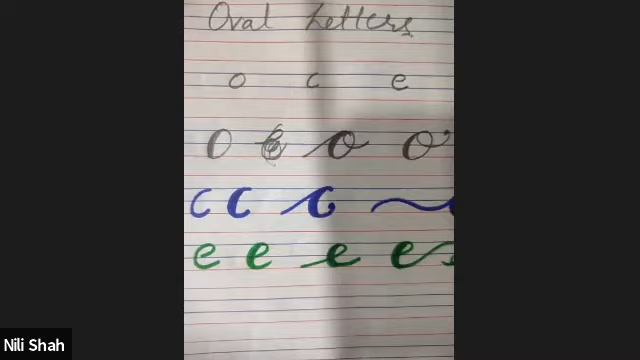 Oval Letters
o c e
o o o
c c c
e e e e
Nili Shah